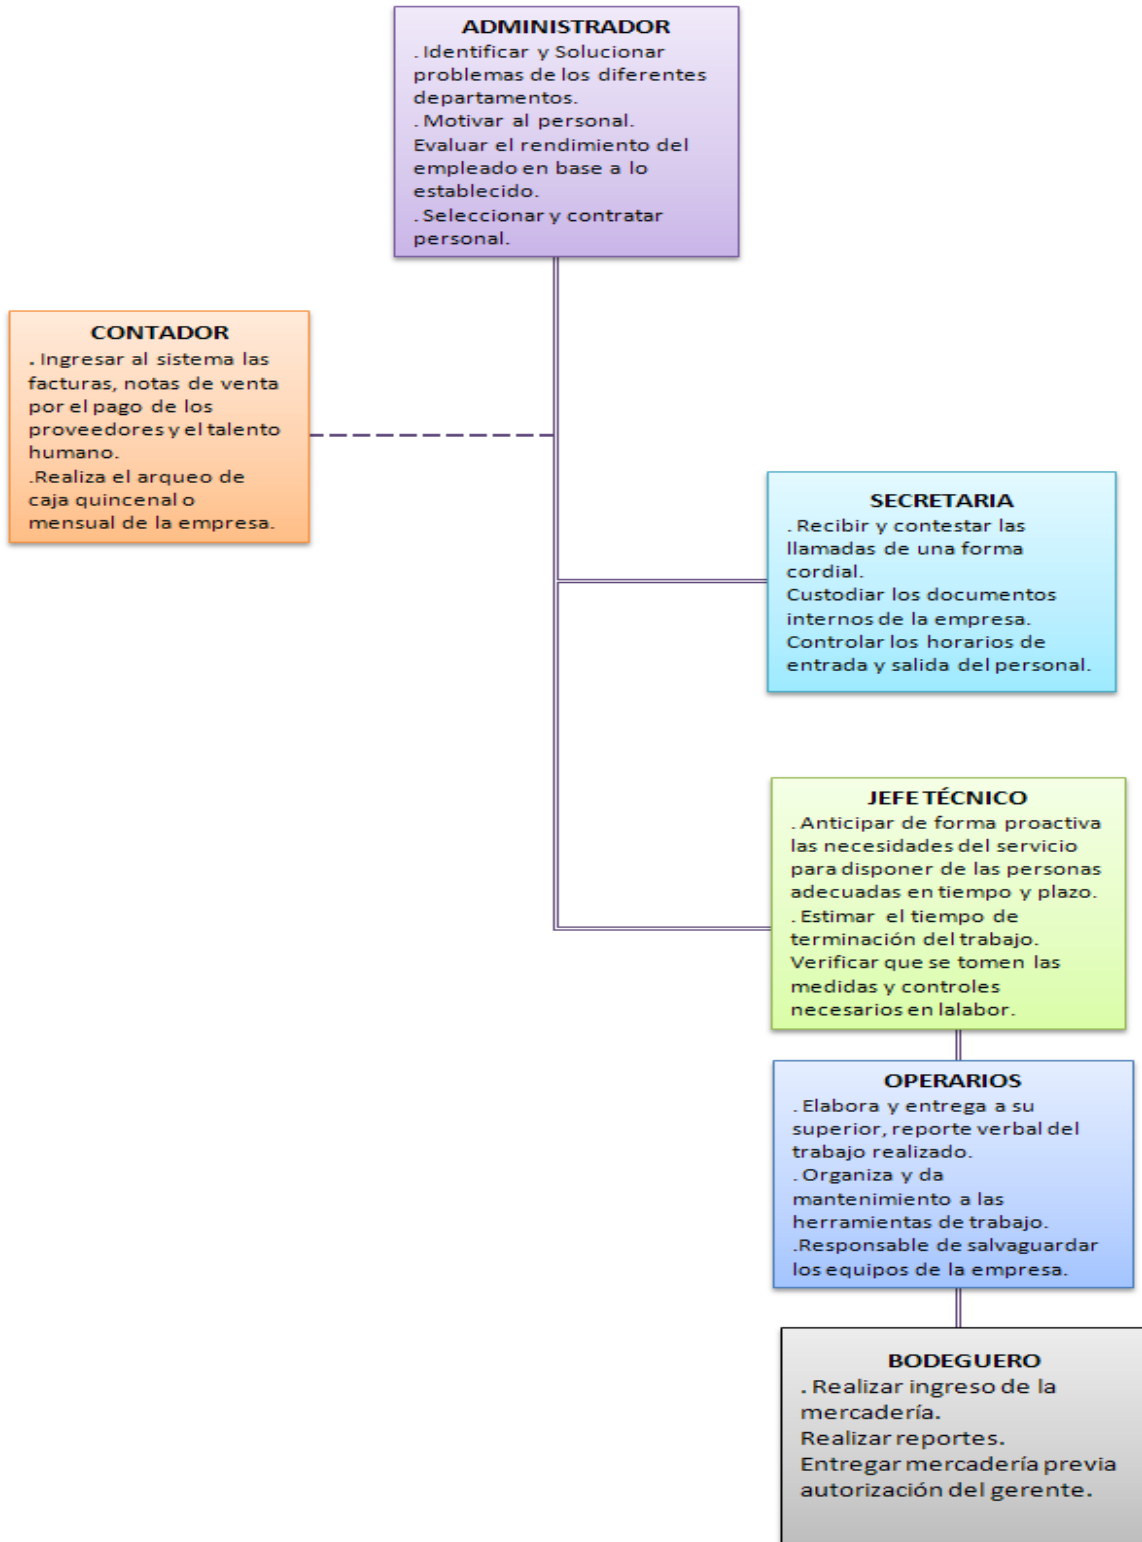 ADMINISTRADOR
. Identificar y Solucionar
problemas de los diferentes
departamentos.
. Motivar al personal.
Evaluar el rendimiento del
empleado en base a lo
establecido.
. Seleccionar y contratar
personal.
CONTADOR
. Ingresar al sistema las
facturas, notas de venta
por el pago de los
proveedores y el talento
humano.
.Realiza el arqueo de
caja quincenal o
mensual de la empresa.
SECRETARIA
. Recibir y contestar las
llamadas de una forma
cordial.
Custodiar los documentos
internos de la empresa.
Controlar los horarios de
entrada y salida del personal.
JEFE TÉCNICO
. Anticipar de forma proactiva
las necesidades del servicio
para disponer de las personas
adecuadas en tiempo y plazo.
. Estimar el tiempo de
terminación del trabajo.
Verificar que se tomen las
medidas y controles
necesarios en lalabor.
OPERARIOS
. Elabora y entrega a su
superior, reporte verbal del
trabajo realizado.
. Organiza y da
mantenimiento a las
herramientas de trabajo.
.Responsable de salvaguardar
los equipos de la empresa.
BODEGUERO
. Realizar ingreso de la
mercadería.
Realizar reportes.
Entregar mercadería previa
autorización del gerente.